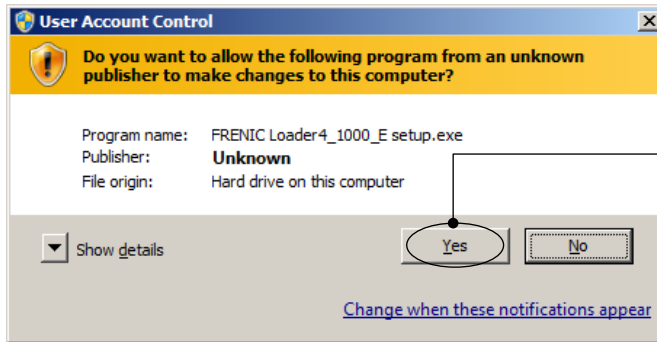 User Account Control
Do you want to allow the following program from an unknown
publisher to make changes to this computer?
Program name: FRENIC Loader4_1000_E setup.exe
Publisher: Unknown
File origin: Hard drive on this computer
Show details
Yes
No
Change when these notifications appear